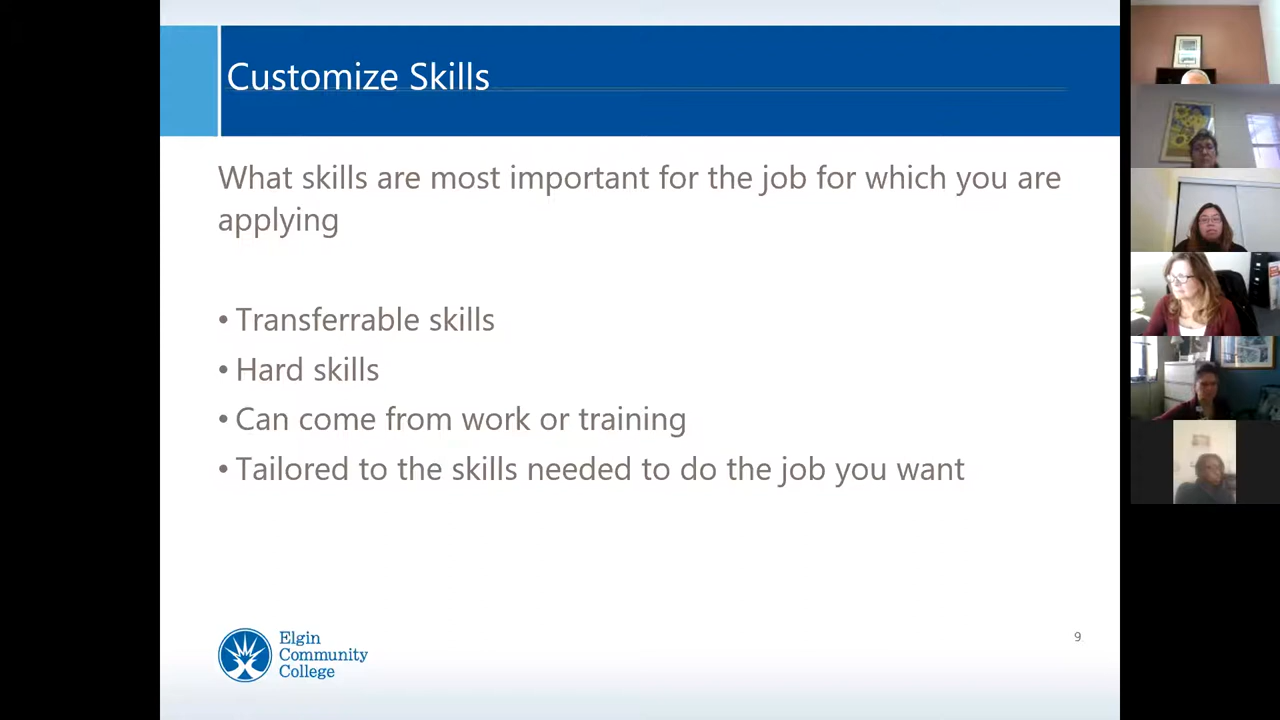 Customize Skills
What skills are most important for the job for which you are
applying
• Transferrable skills
• Hard skills
• Can come from work or training
• Tailored to the skills needed to do the job you want
Elgin
Community
College
9